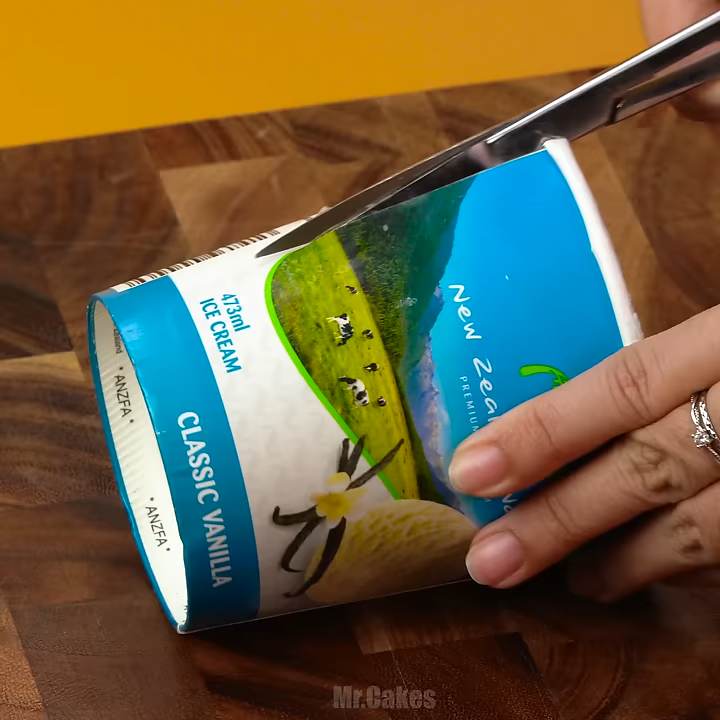 New Zea
PREMIUM
473ml
ICE CREAM
CLASSIC VANILLA
* ANZFA *
* ANZFA *
Mr.Cakes